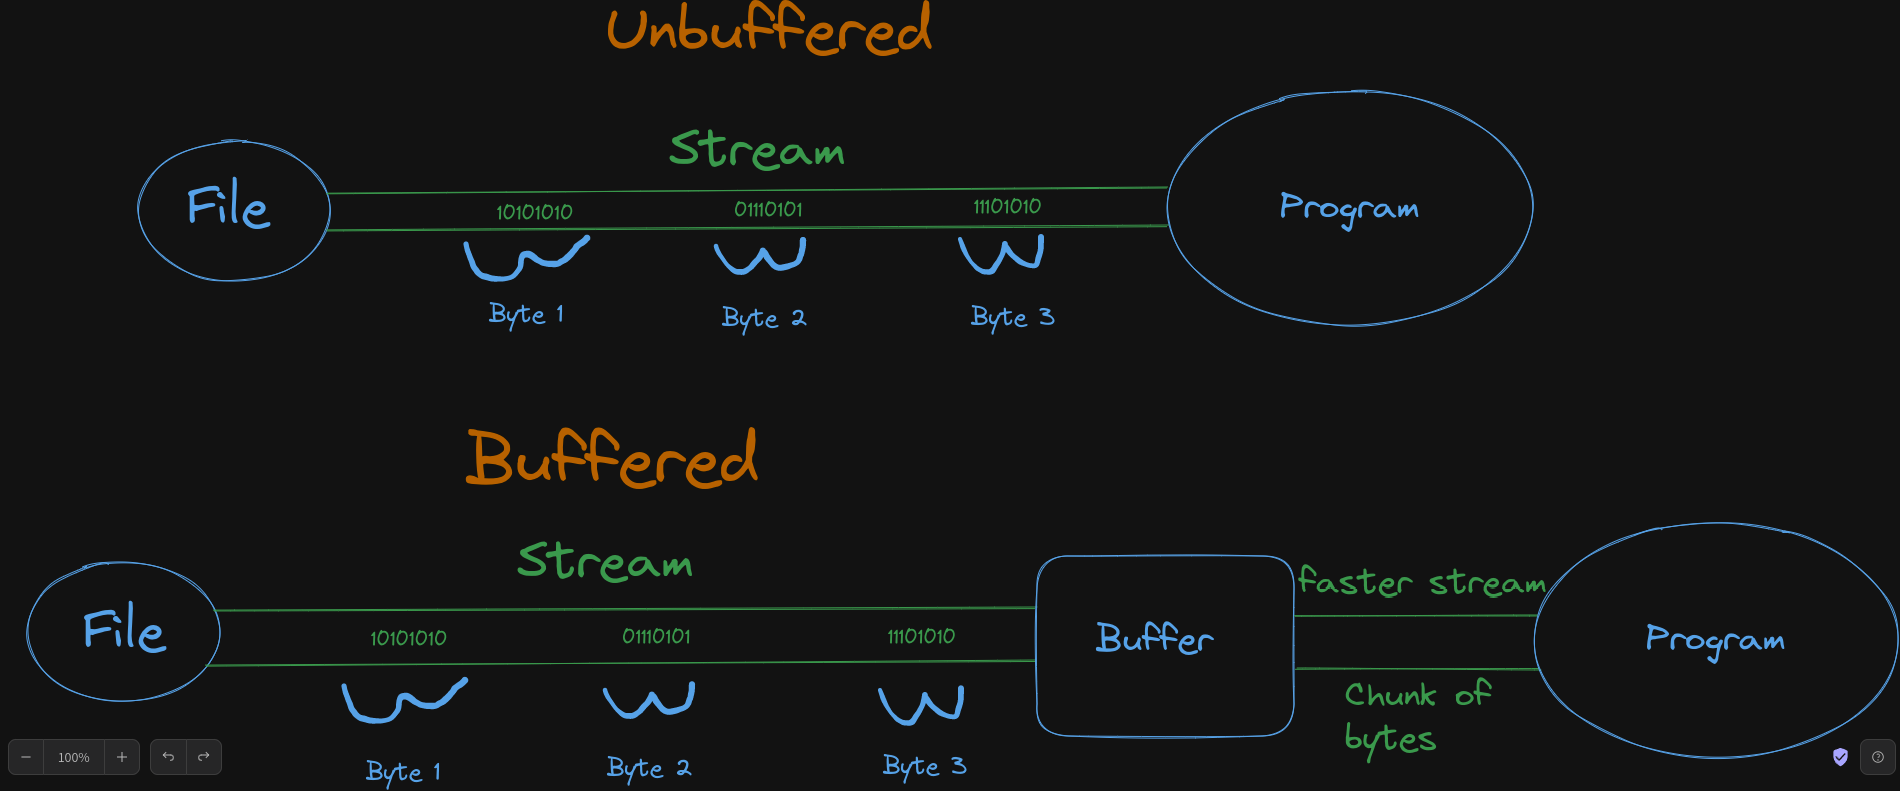 Unbuffered
Stream
File
10101010
01110101
11101010
Program
Byte 1
Byte 2
Byte 3
Buffered
Stream
faster stream
File
10101010
01110101
11101010
Buffer
Program
Chunk of
bytes
Byte 1
Byte 2
Byte 3
100%